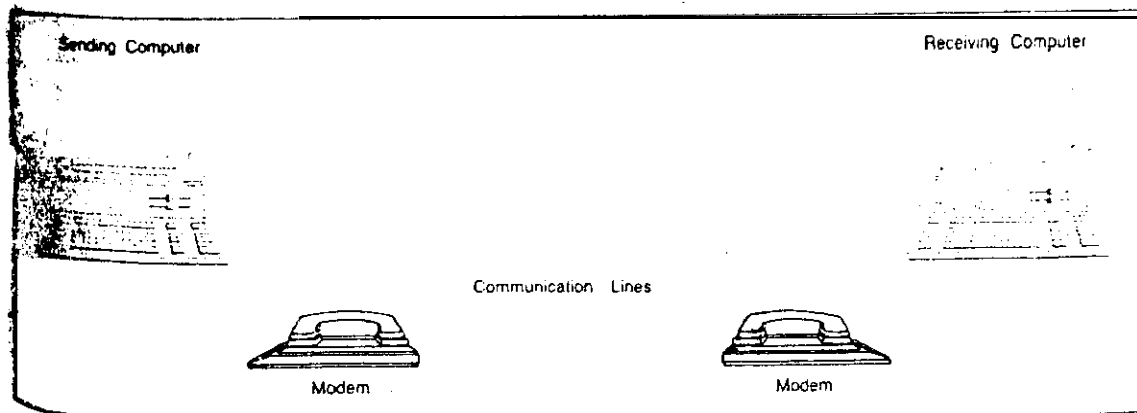 Sending Computer
Receiving Computer
Communication Lines
Modem
Modem